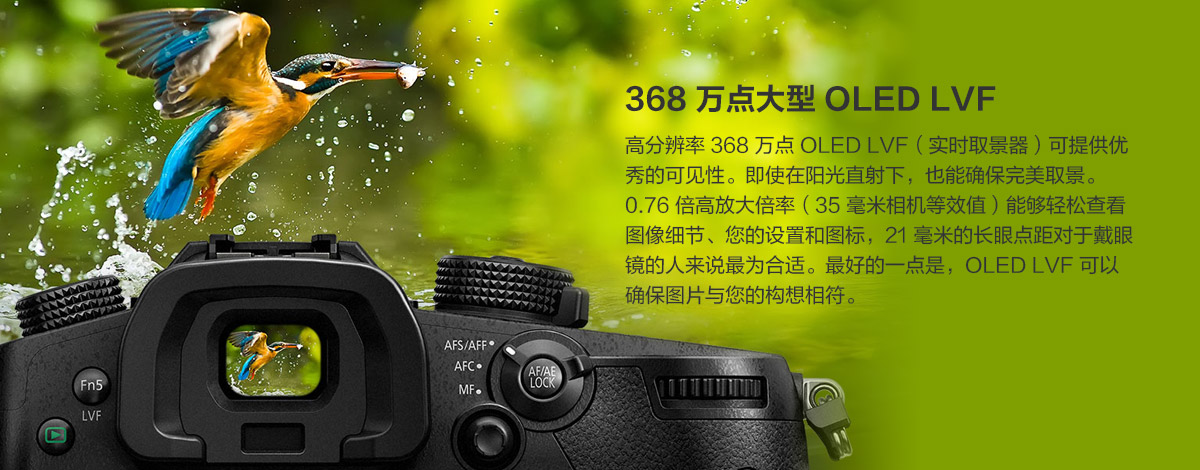 368 万点大型 OLED LVF
高分辨率 368 万点 OLED LVF（实时取景器）可提供优
秀的可见性。即使在阳光直射下，也能确保完美取景。
0.76 倍高放大倍率（35 毫米相机等效值）能够轻松查看
图像细节、您的设置和图标，21 毫米的长眼点距对于戴眼
镜的人来说最为合适。最好的一点是，OLED LVF 可以
确保图片与您的构想相符。
AFS/AFF
AFC
MF
AF/AE
LOCK
Fn5
LVF